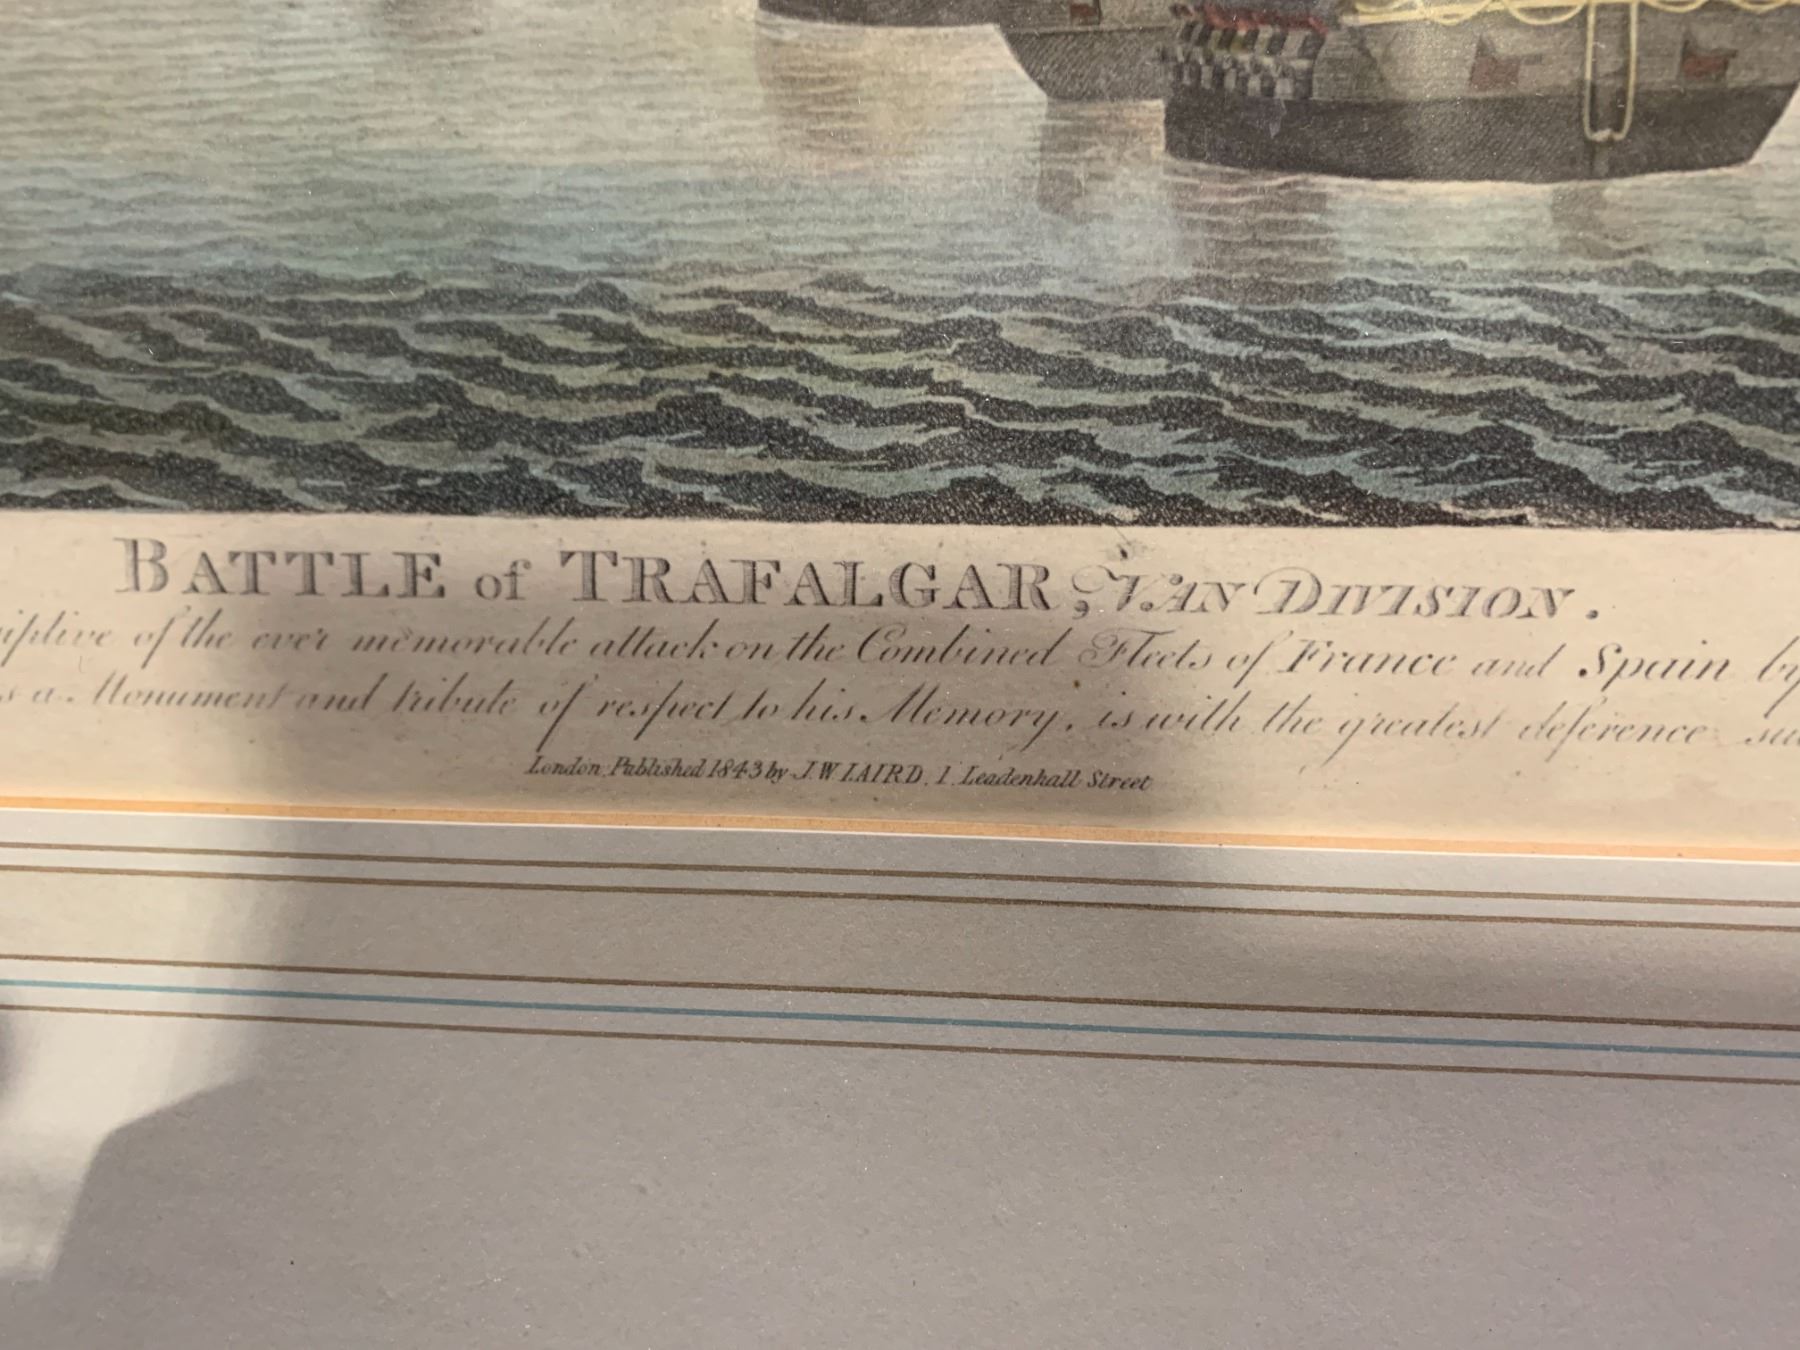 BATTLE of TRAFALGAR, VAN DIVISION.
of the ever memorable attack on the Combined Fleets of France and Spain by
a Monument and tribute of respect to his Memory, is with the greatest deference
London, Published 1843 by J.W LAIRD, 1 Leadenhall Street